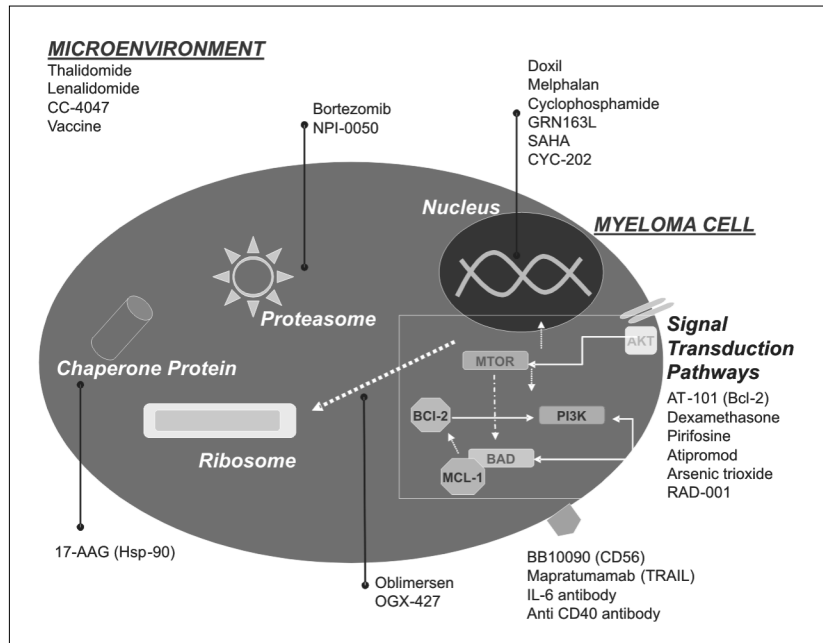 MICROENVIRONMENT
Thalidomide
Lenalidomide
CC-4047
Vaccine
Bortezomib
NPI-0050
Doxil
Melphalan
Cyclophosphamide
GRN163L
SAHA
CYC-202
Nucleus
MYELOMA CELL
Proteasome
Chaperone Protein
Ribosome
AKT
MTOR
BCl-2
PI3K
BAD
MCL-1
Signal
Transduction
Pathways
AT-101 (Bcl-2)
Dexamethasone
Pirifosine
Atipromod
Arsenic trioxide
RAD-001
17-AAG (Hsp-90)
Oblimersen
OGX-427
BB10090 (CD56)
Mapratumamab (TRAIL)
IL-6 antibody
Anti CD40 antibody